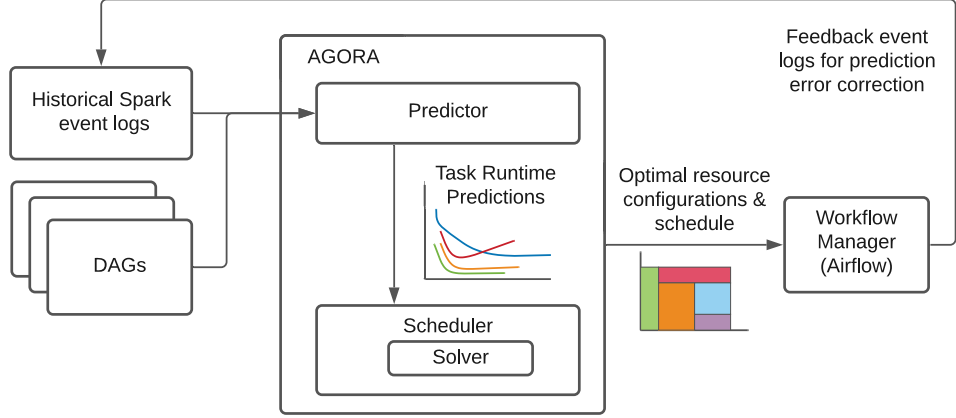 Feedback event
logs for prediction
error correction
AGORA
Historical Spark
event logs
Predictor
Task Runtime
Predictions
Optimal resource
configurations &
schedule
DAGs
Workflow
Manager
(Airflow)
Scheduler
Solver